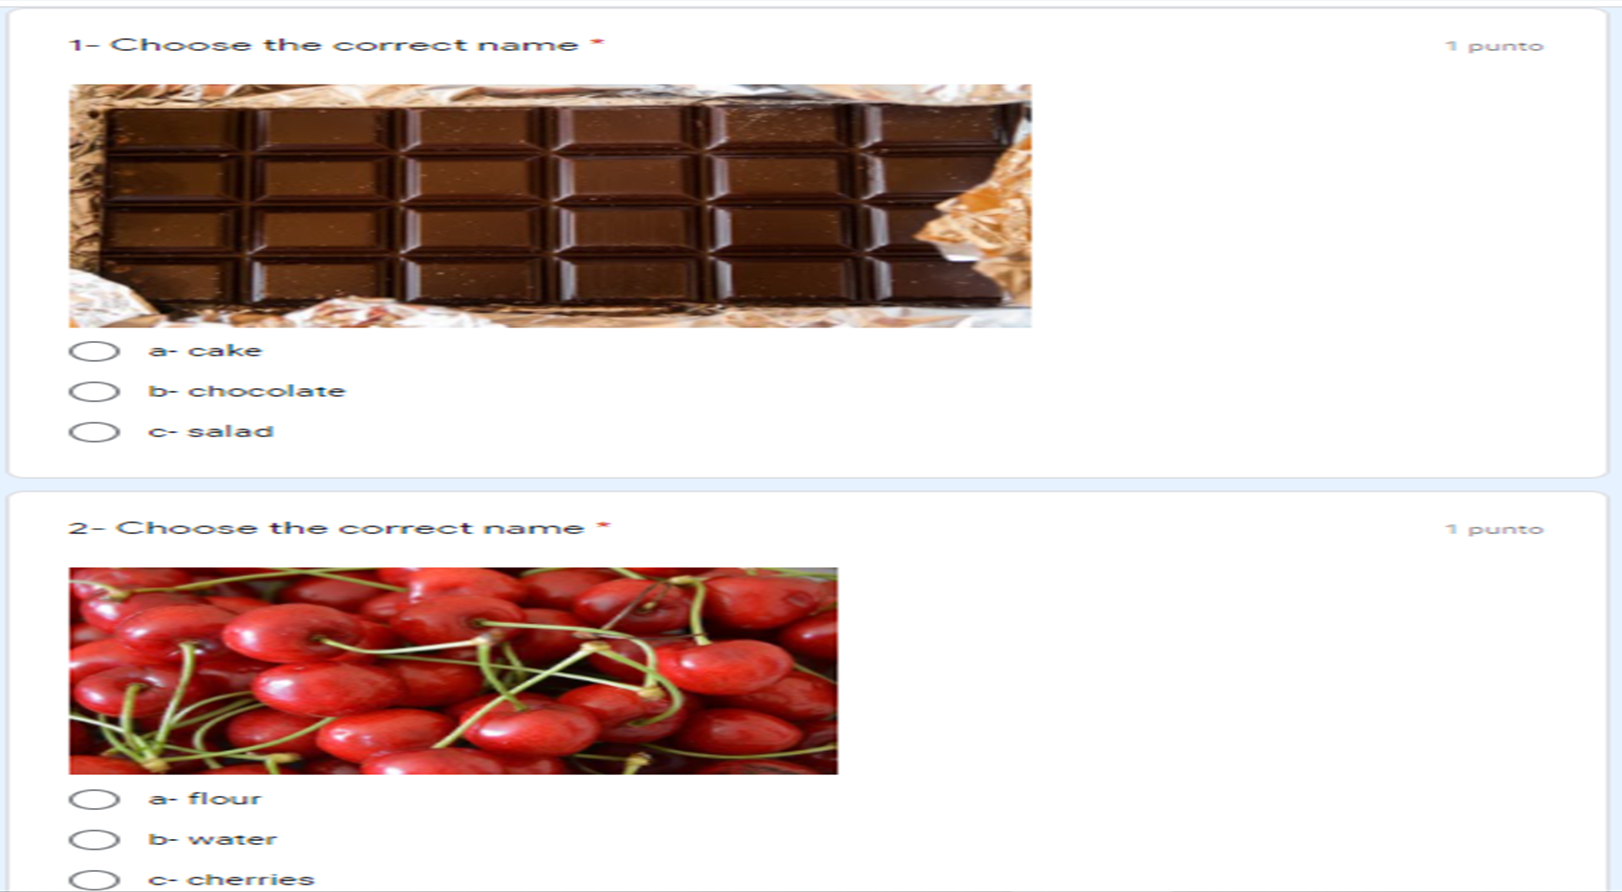 1- Choose the correct name *
1 punto
a- cake
b- chocolate
c- salad
2- Choose the correct name *
1 punto
a- flour
b- water
c- cherries